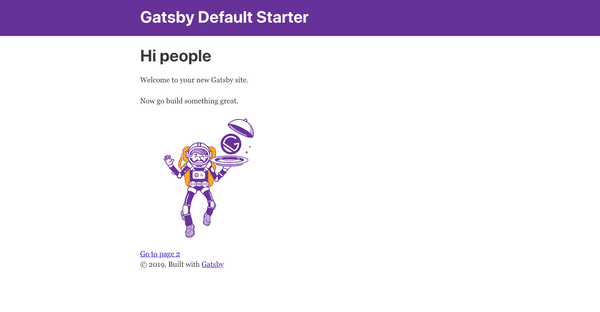 Gatsby Default Starter
Hi people
Welcome to your new Gatsby site.
Now go build something great.
Go to page 2
© 2019, Built with Gatsby